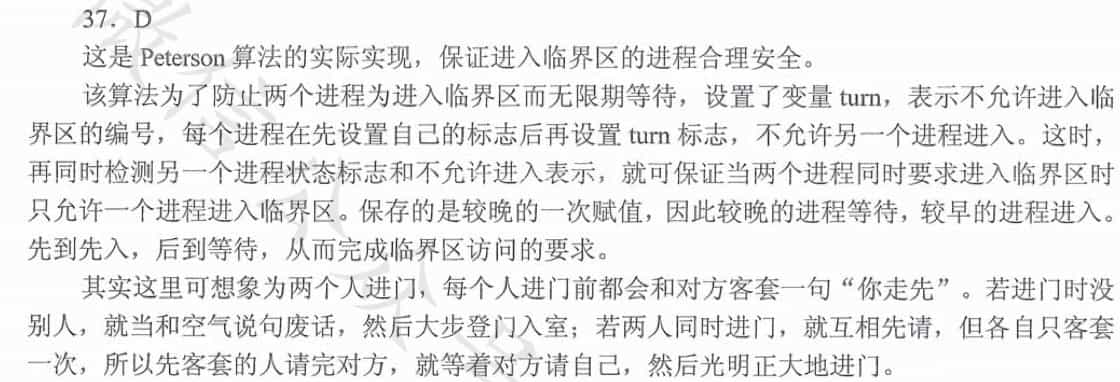 37．D
这是 Peterson 算法的实际实现，保证进入临界区的进程合理安全。
该算法为了防止两个进程为进入临界区而无限期等待，设置了变量 turn，表示不允许进入临
界区的编号，每个进程在先设置自己的标志后再设置 turn 标志，不允许另一个进程进入。这时，
再同时检测另一个进程状态标志和不允许进入表示，就可保证当两个进程同时要求进入临界区时
只允许一个进程进入临界区。保存的是较晚的一次赋值，因此较晚的进程等待，较早的进程进入。
先到先入，后到等待，从而完成临界区访问的要求。
其实这里可想象为两个人进门，每个人进门前都会和对方客套一句“你走先”。若进门时没
别人，就当和空气说句废话，然后大步登门入室；若两人同时进门，就互相先请，但各自只客套
一次，所以先客套的人请完对方，就等着对方请自己，然后光明正大地进门。